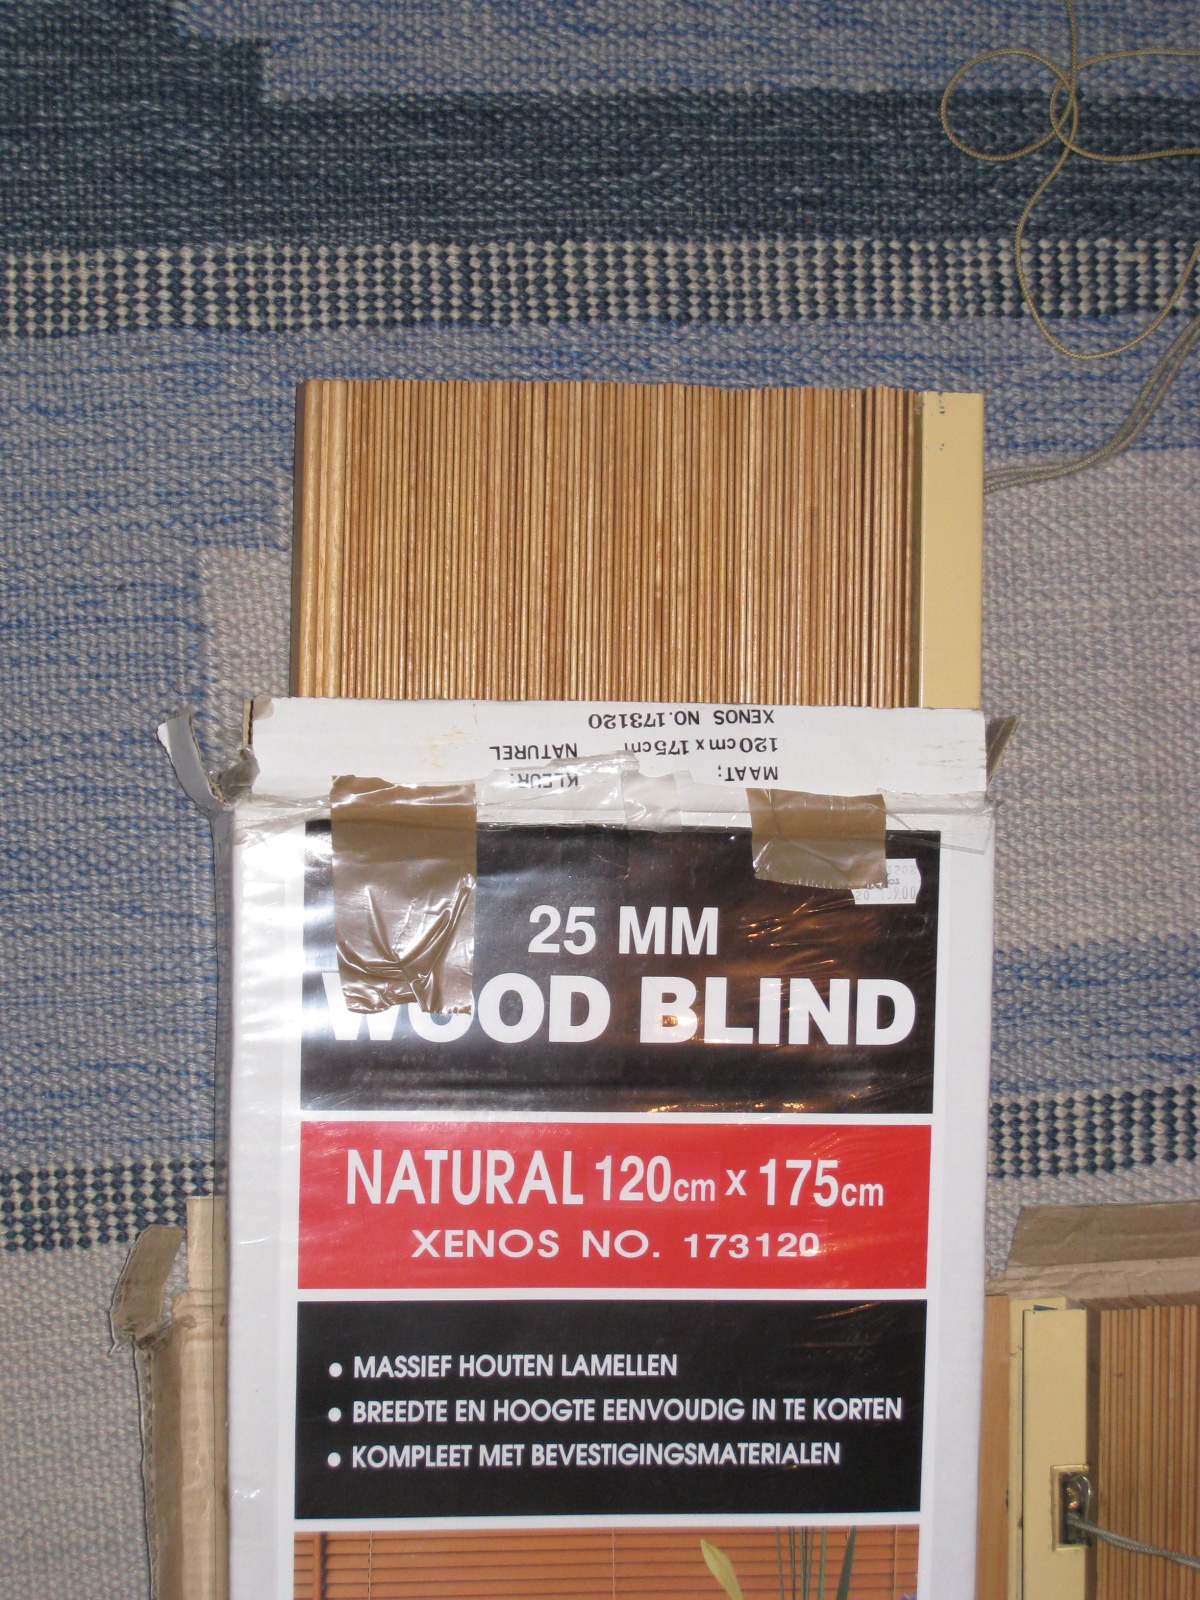 XENOS NO.173120
120cm x 175cm NATUREL
MAAT; KLEUR:
25 MM
WOOD BLIND
NATURAL 120cm x 175cm
XENOS NO. 173120
● MASSIEF HOUTEN LAMELLEN
● BREEDTE EN HOOGTE EENVOUDIG IN TE KORTEN
● KOMPLEET MET BEVESTIGINGSMATERIALEN